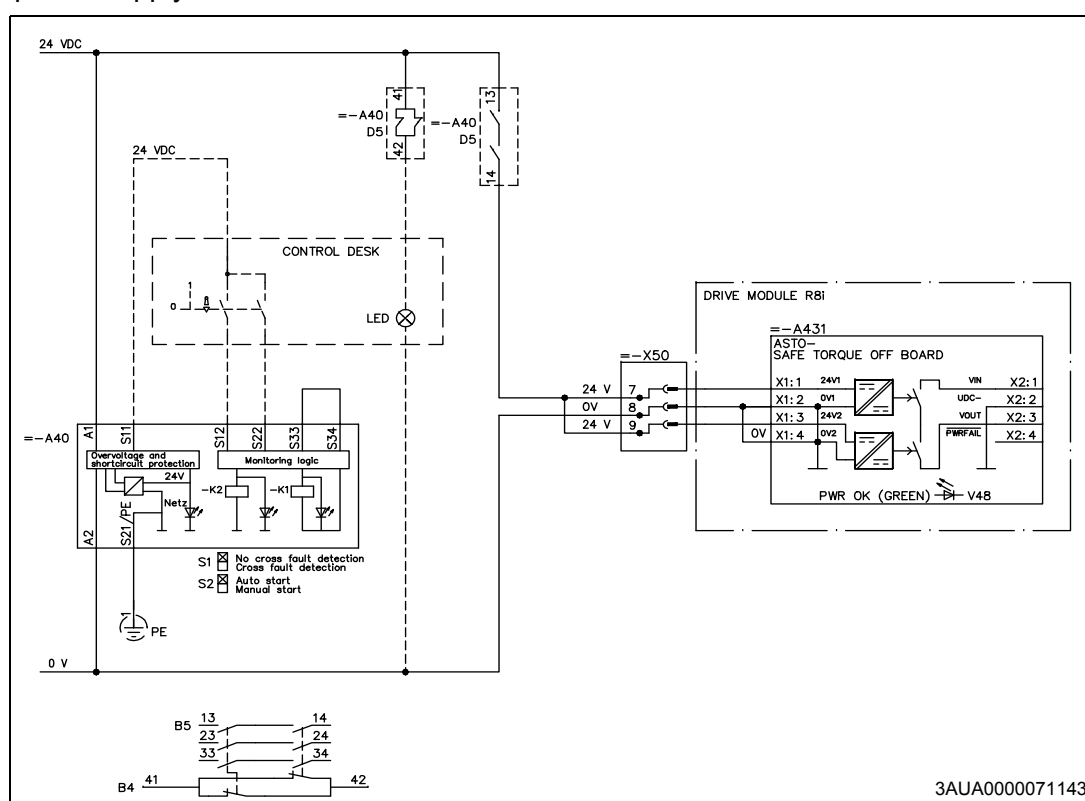 24 VDC
41
=-A40
D5
42
13
=-A40
D5
14
24 VDC
CONTROL DESK
1
0
LED
DRIVE MODULE R8i
=-A431
ASTO-
SAFE TORQUE OFF BOARD
=-X50
24 V 7
0V 8
24 V 9
X1:1 24V1 VIN X2:1
X1:2 0V1 UDC- X2:2
X1:3 24V2 VOUT X2:3
0V X1:4 0V2 PWRFAIL X2:4
PWR OK (GREEN) V48
=-A40
A1 S11 S12 S22 S33 S34
Overvoltage and
shortcircuit protection
Monitoring logic
24V
Netz
-K2 -K1
A2 S21/PE
S1 No cross fault detection
Cross fault detection
S2 Auto start
Manual start
1
PE
0 V
B5 13 14
23 24
33 34
B4 41 42
3AUA0000071143